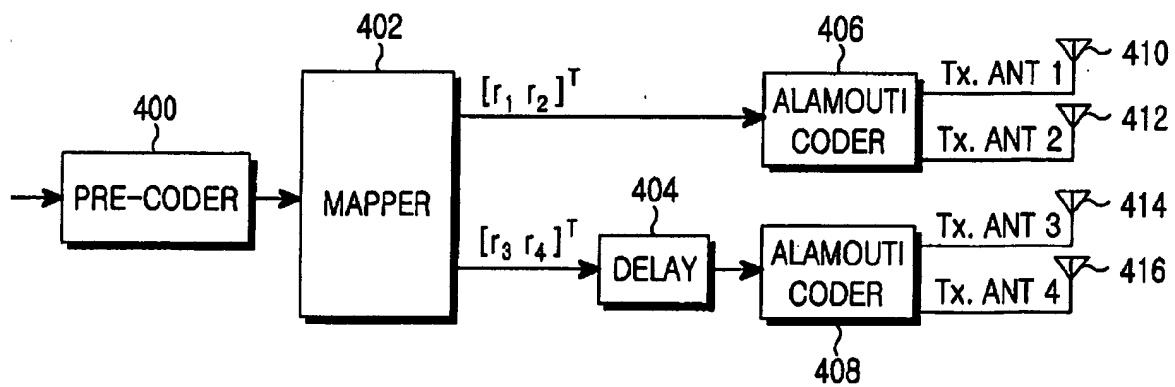 402
406
[r1 r2]^T
Tx. ANT 1
410
400
ALAMOUTI
CODER
Tx. ANT 2
412
PRE-CODER
MAPPER
404
414
[r3 r4]^T
DELAY
ALAMOUTI
CODER
Tx. ANT 3
Tx. ANT 4
416
408